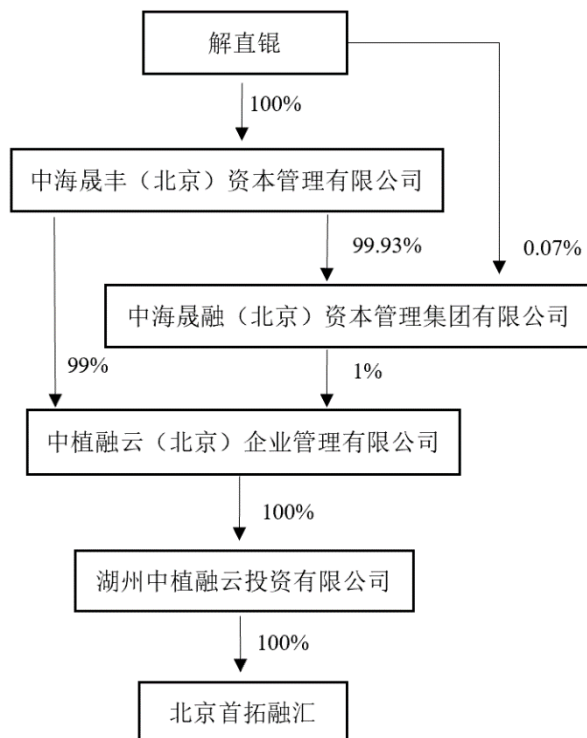 解直锟
100%
中海晟丰（北京）资本管理有限公司
99.93%
0.07%
中海晟融（北京）资本管理集团有限公司
99%
1%
中植融云（北京）企业管理有限公司
100%
湖州中植融云投资有限公司
100%
北京首拓融汇